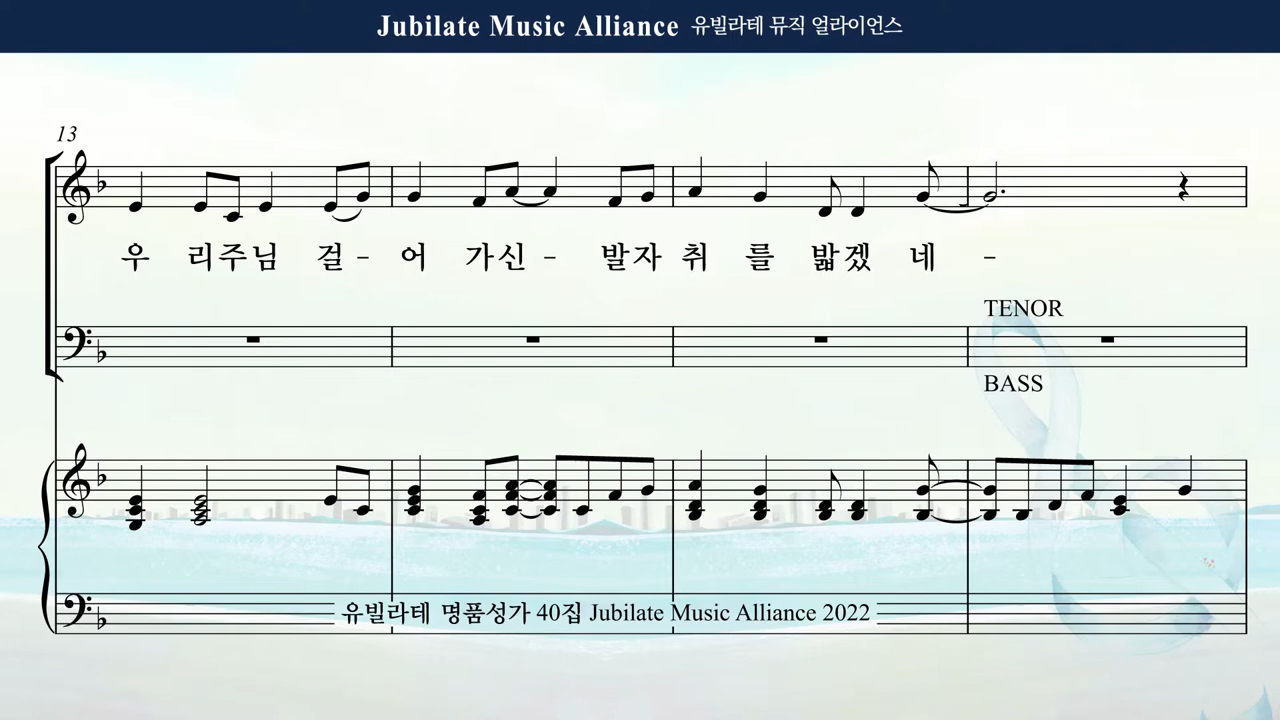 Jubilate Music Alliance 유빌라테 뮤직 얼라이언스
13
우 리주님 걸 - 어 가신 - 발자 취 를 밟겠 네 -
TENOR
BASS
유빌라테 명품성가 40집 Jubilate Music Alliance 2022